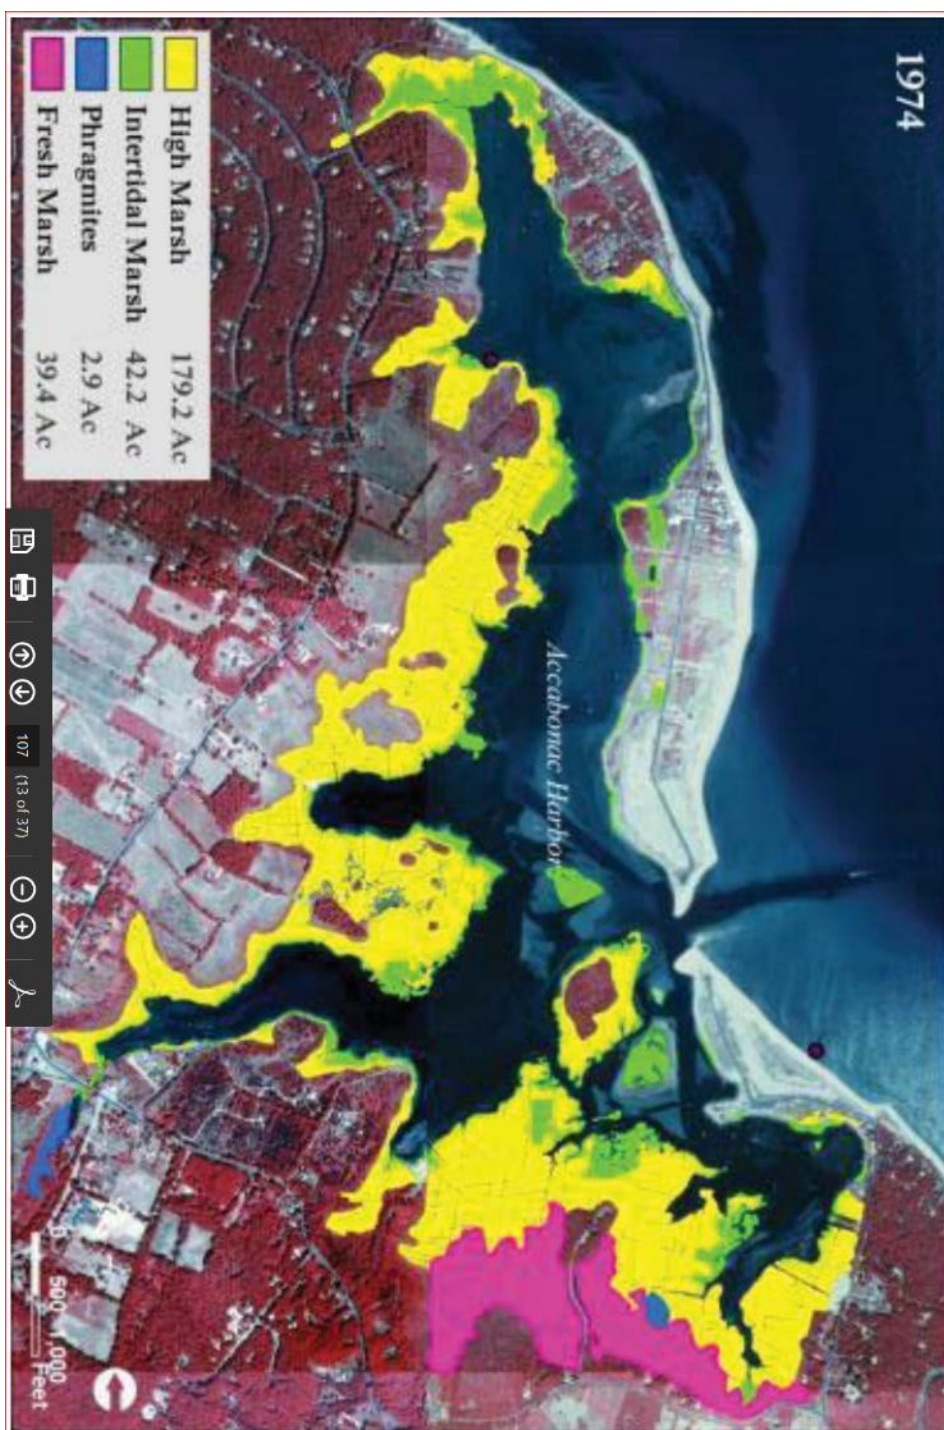 1974
High Marsh 179.2 Ac
Intertidal Marsh 42.2 Ac
Phragmites 2.9 Ac
Fresh Marsh 39.4 Ac
Accabonac Harbor
0 500 1,000
Feet
107 (13 of 37)